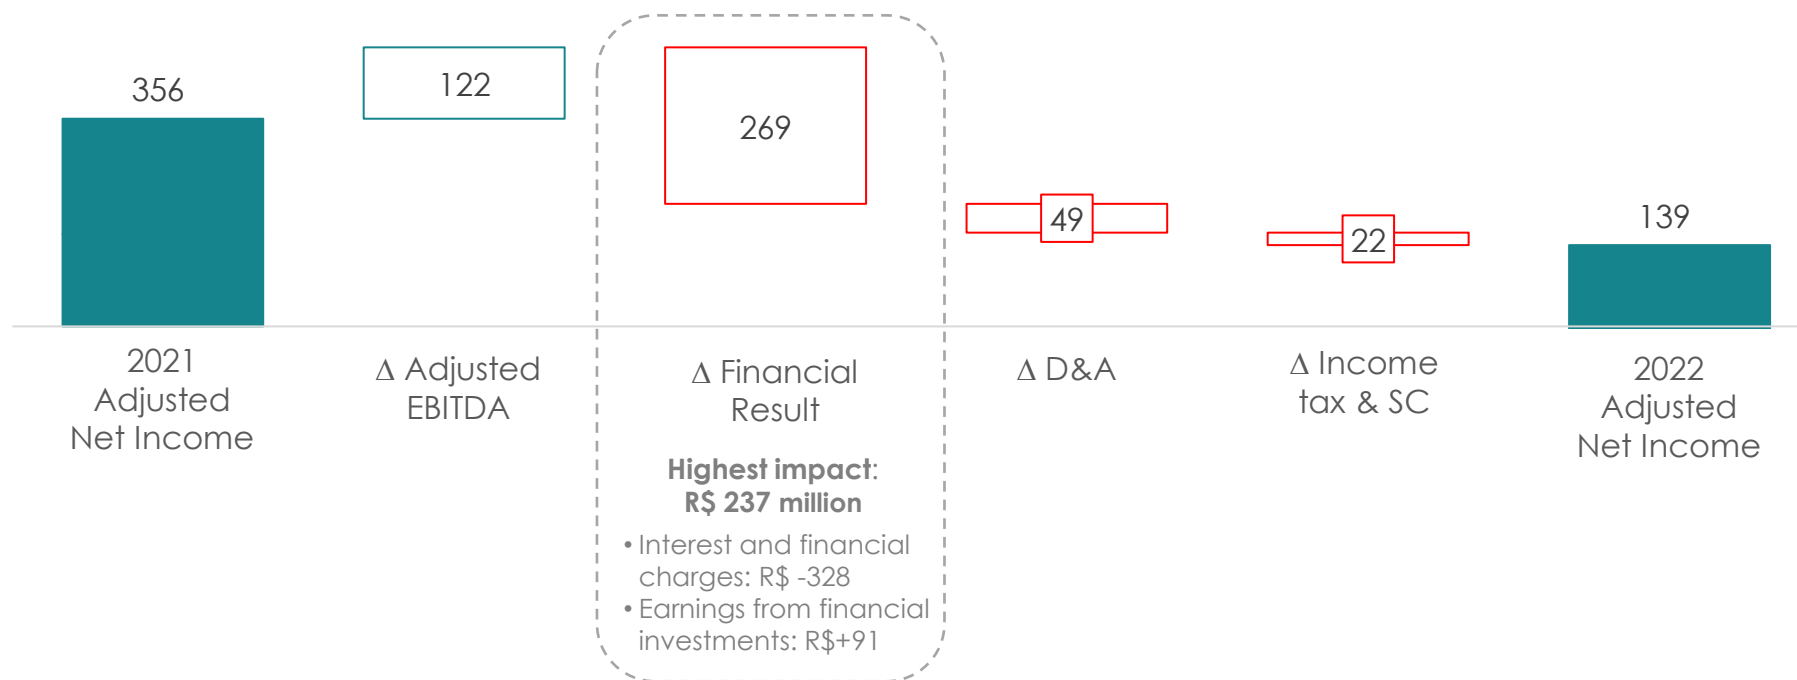 356
122
269
49
22
139
2021
Adjusted
Net Income
Δ Adjusted
EBITDA
Δ Financial
Result
Highest impact:
R$ 237 million
• Interest and financial
charges: R$ -328
• Earnings from financial
investments: R$+91
Δ D&A
Δ Income
tax & SC
2022
Adjusted
Net Income